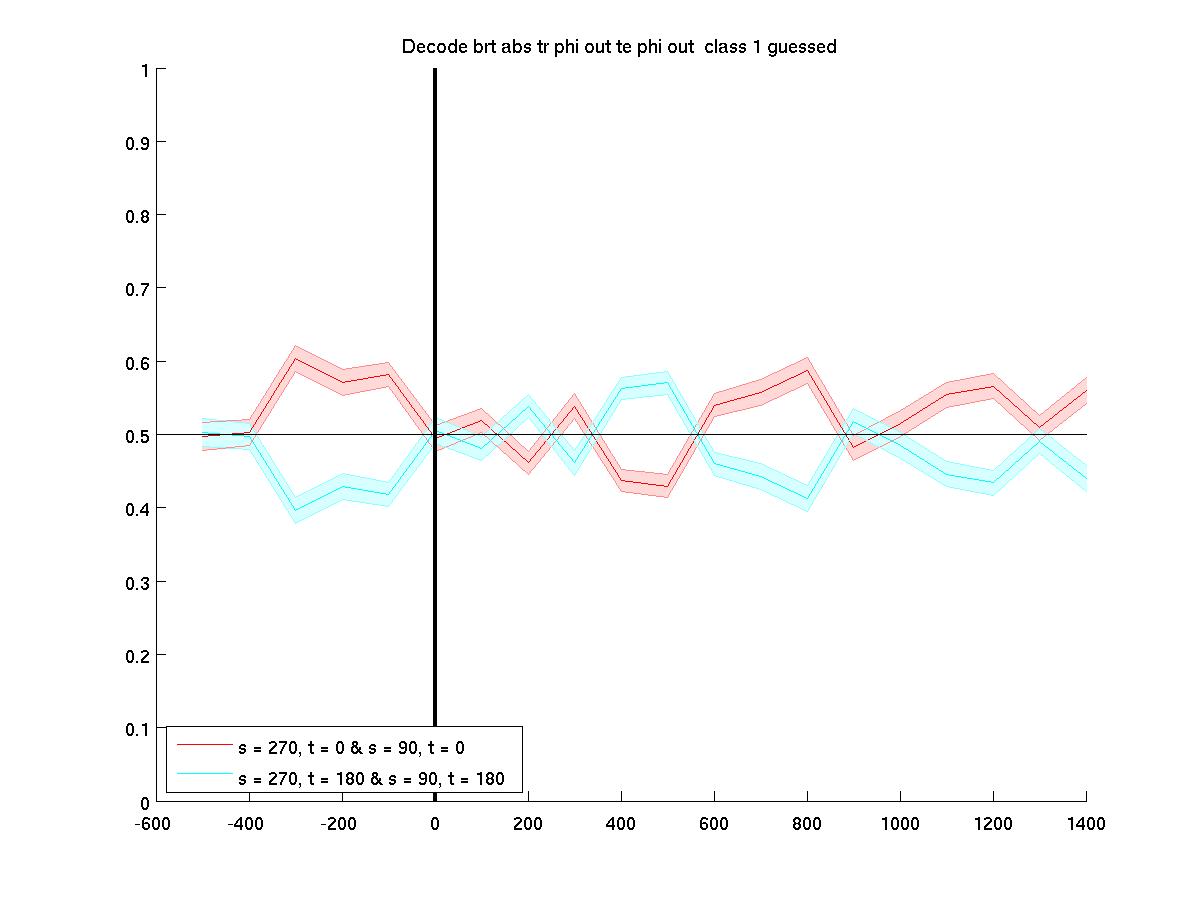 Decode brt abs tr phi out te phi out  class 1 guessed
1
0.9
0.8
0.7
0.6
0.5
0.4
0.3
0.2
0.1
0
s = 270, t = 0 & s = 90, t = 0
s = 270, t = 180 & s = 90, t = 180
-600 -400 -200 0 200 400 600 800 1000 1200 1400